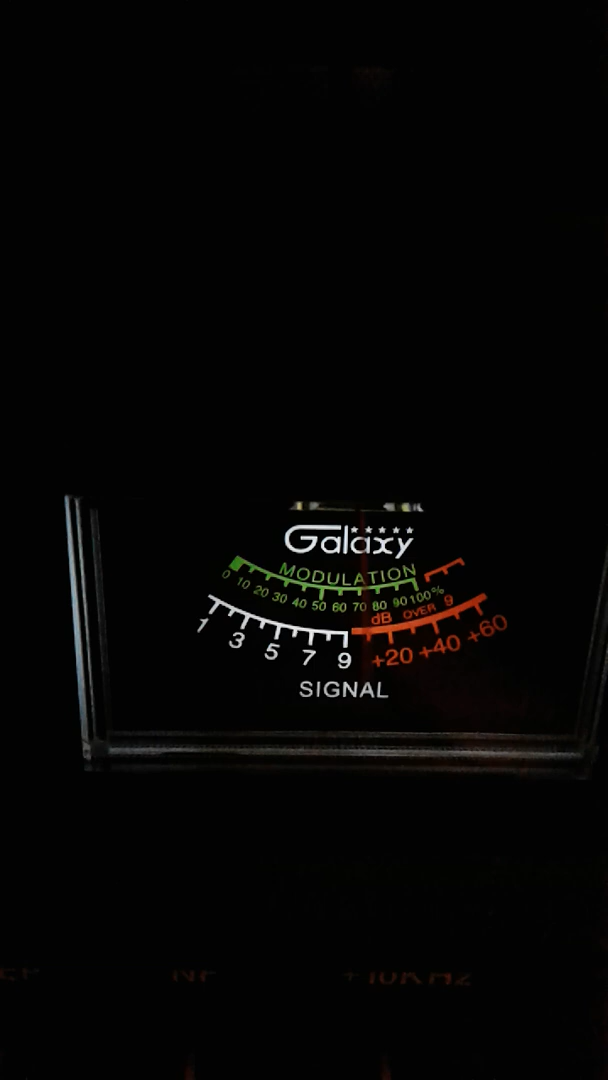 Galaxy
MODULATION
0 10 20 30 40 50 60 70 80 90 100%
dB OVER 9
1 3 5 7 9 +20 +40 +60
SIGNAL
+10KHz